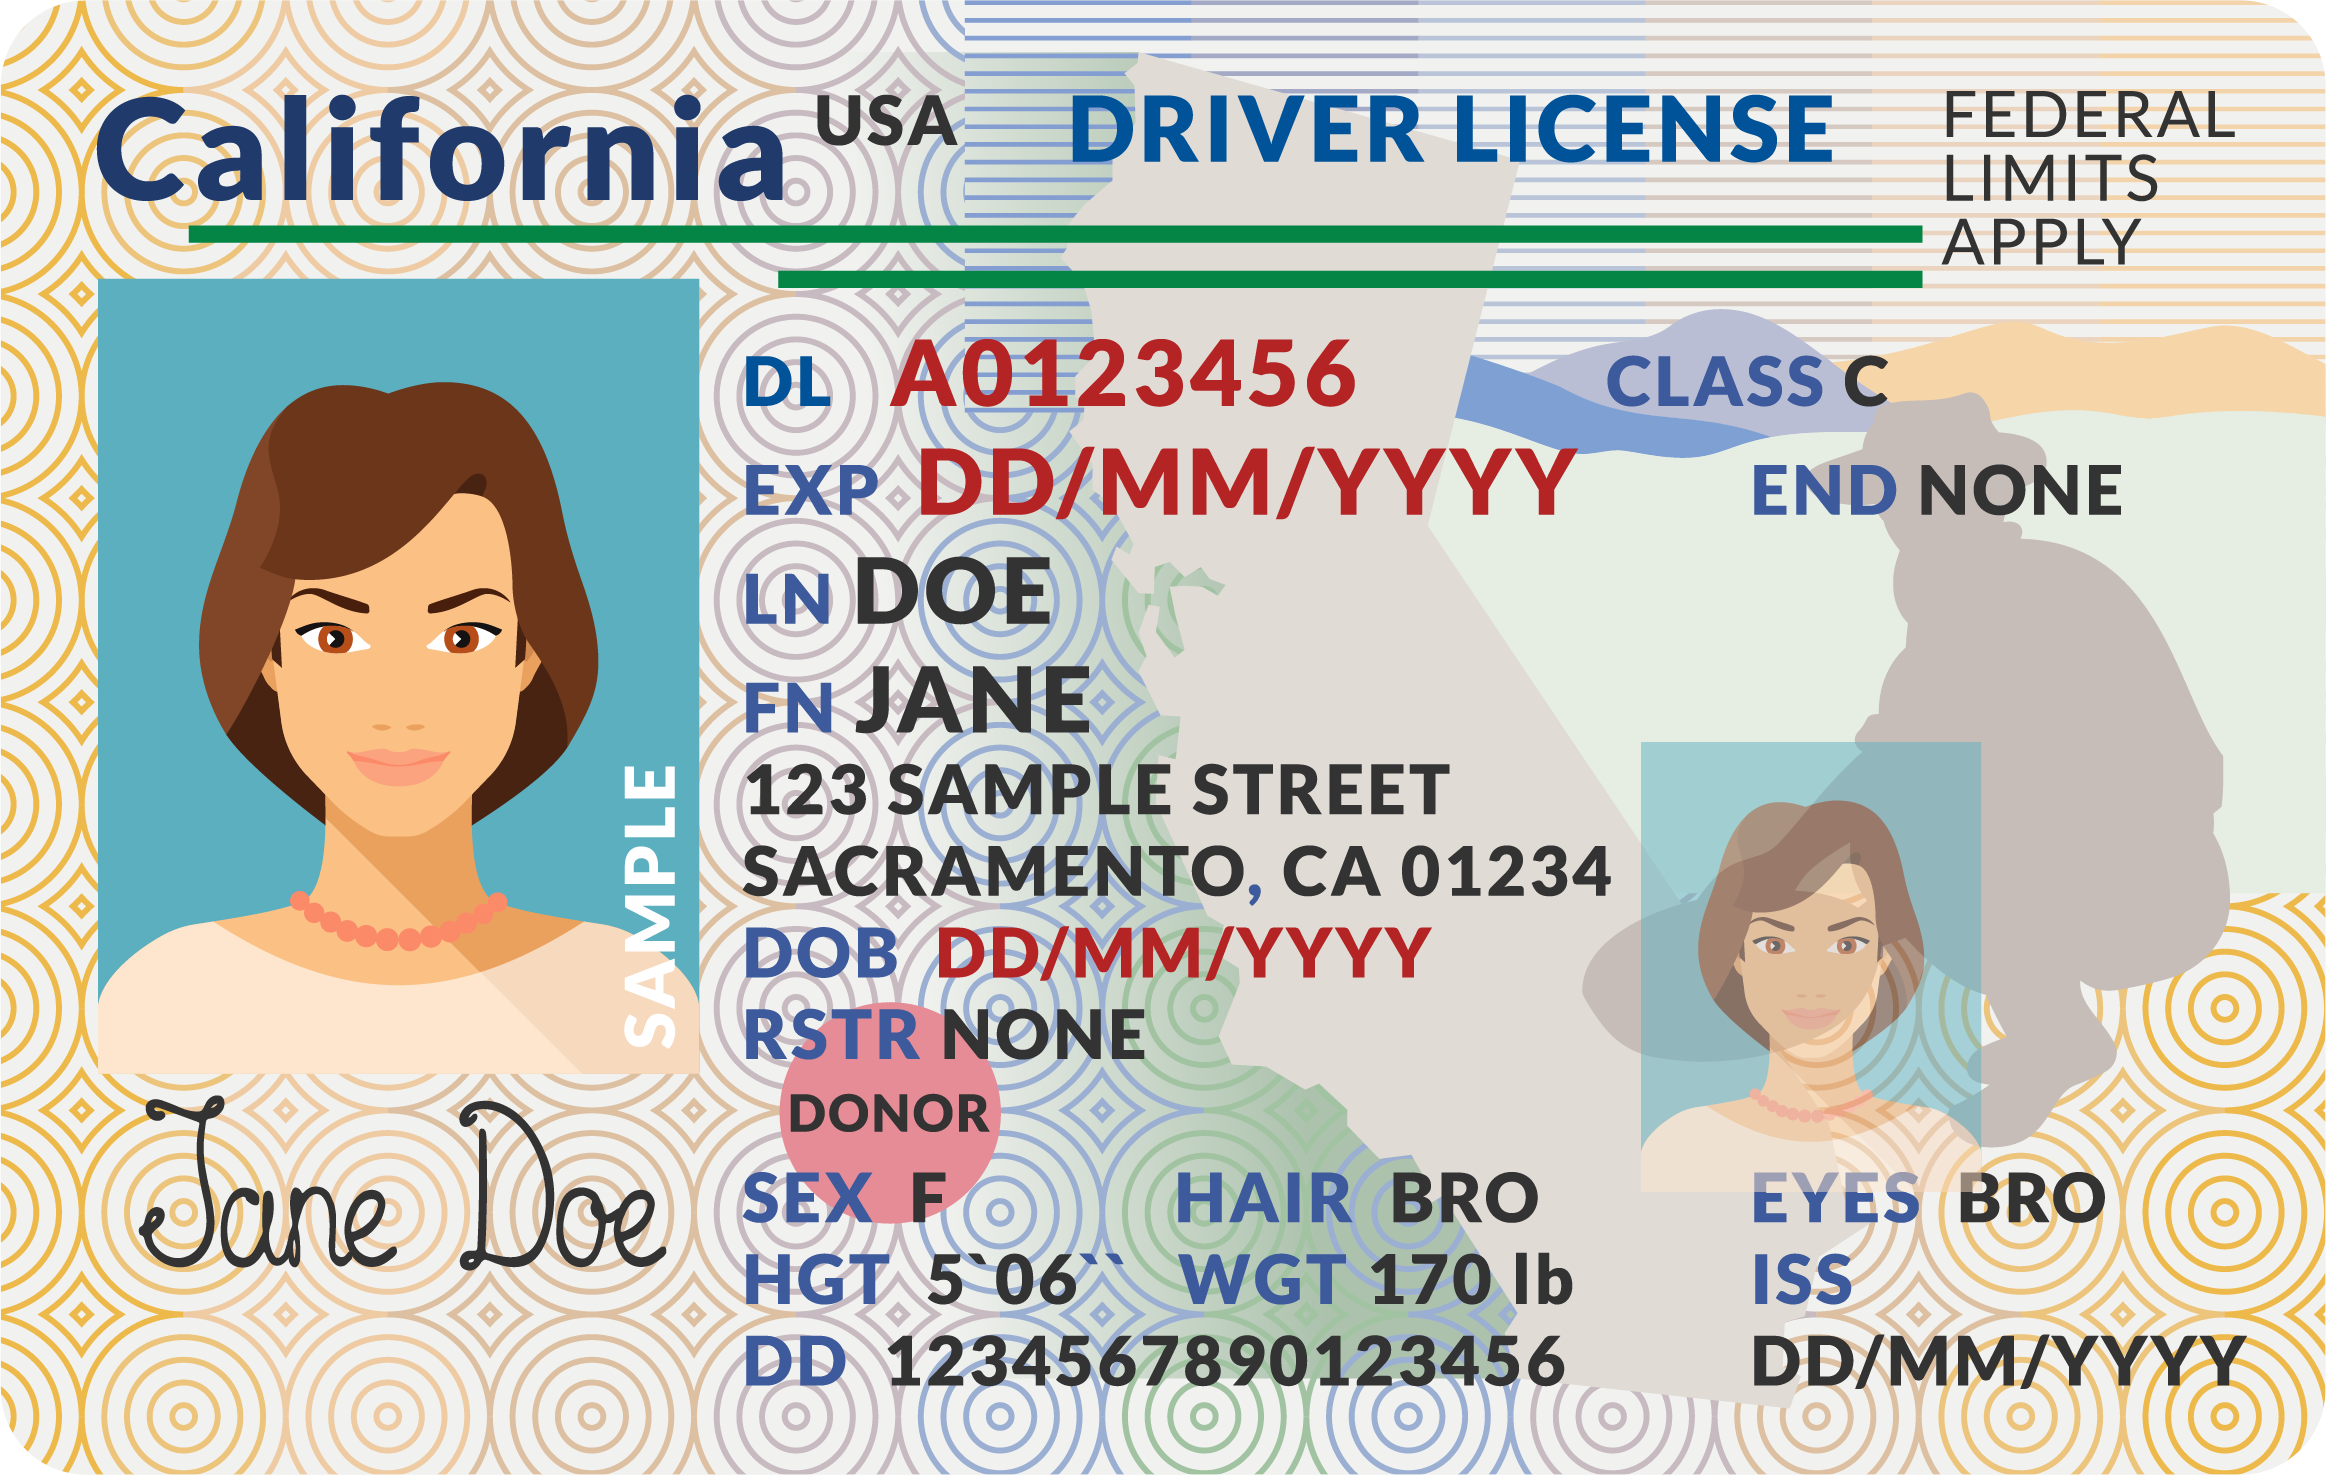 California USA DRIVER LICENSE
FEDERAL
LIMITS
APPLY
DL A0123456
CLASS C
EXP DD/MM/YYYY
END NONE
LN DOE
FN JANE
123 SAMPLE STREET
SACRAMENTO, CA 01234
DOB DD/MM/YYYY
RSTR NONE
DONOR
SEX F HAIR BRO EYES BRO
HGT 5`06`` WGT 170 lb ISS
DD 1234567890123456 DD/MM/YYYY
SAMPLE
Jane Doe